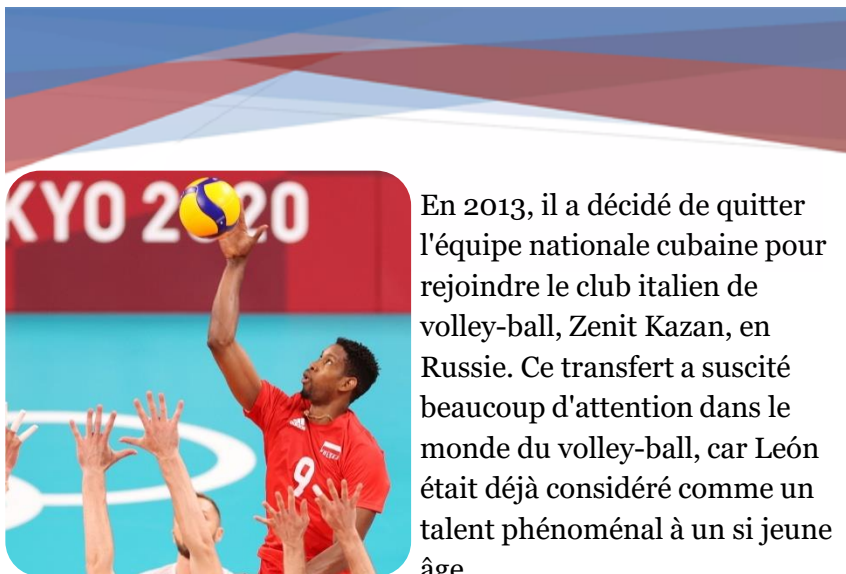 KYO 2020
En 2013, il a décidé de quitter
l'équipe nationale cubaine pour
rejoindre le club italien de
volley-ball, Zenit Kazan, en
Russie. Ce transfert a suscité
beaucoup d'attention dans le
monde du volley-ball, car León
était déjà considéré comme un
talent phénoménal à un si jeune
âge
POLSKA
9